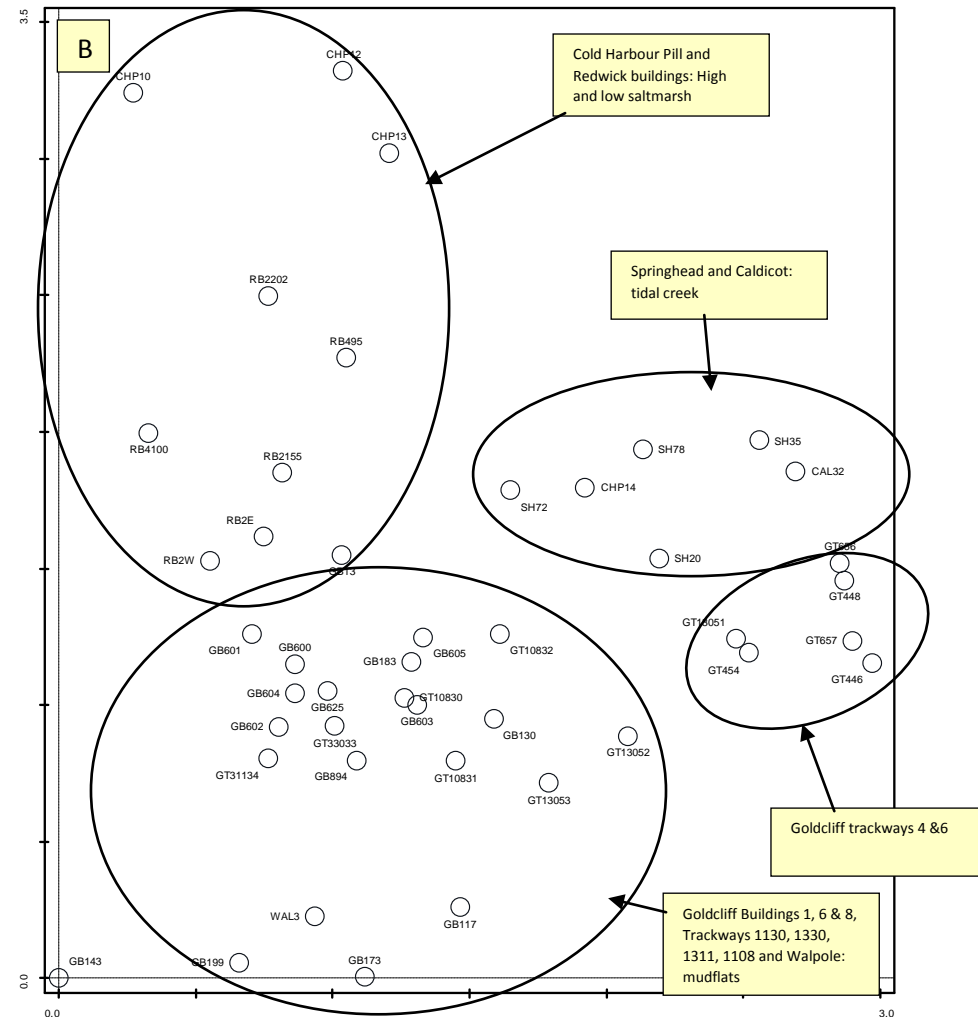 3.5
B
CHP12
CHP10
Cold Harbour Pill and
Redwick buildings: High
and low saltmarsh
CHP13
Springhead and Caldicot:
tidal creek
RB2202
RB495
RB4100
RB2155
SH78
SH35
CAL32
CHP14
SH72
RB2E
RB2W
GB13
SH20
GT656
GT448
GB601
GB600
GB183
GB605
GT10832
GT13051
GT454
GT657
GT446
GB604
GB625
GT10830
GB603
GB602
GT33033
GB130
GT13052
GT31134
GB894
GT10831
GT13053
Goldcliff trackways 4 &6
WAL3
GB117
Goldcliff Buildings 1, 6 & 8,
Trackways 1130, 1330,
1311, 1108 and Walpole:
mudflats
GB143
GB199
GB173
0.0
0.0
3.0